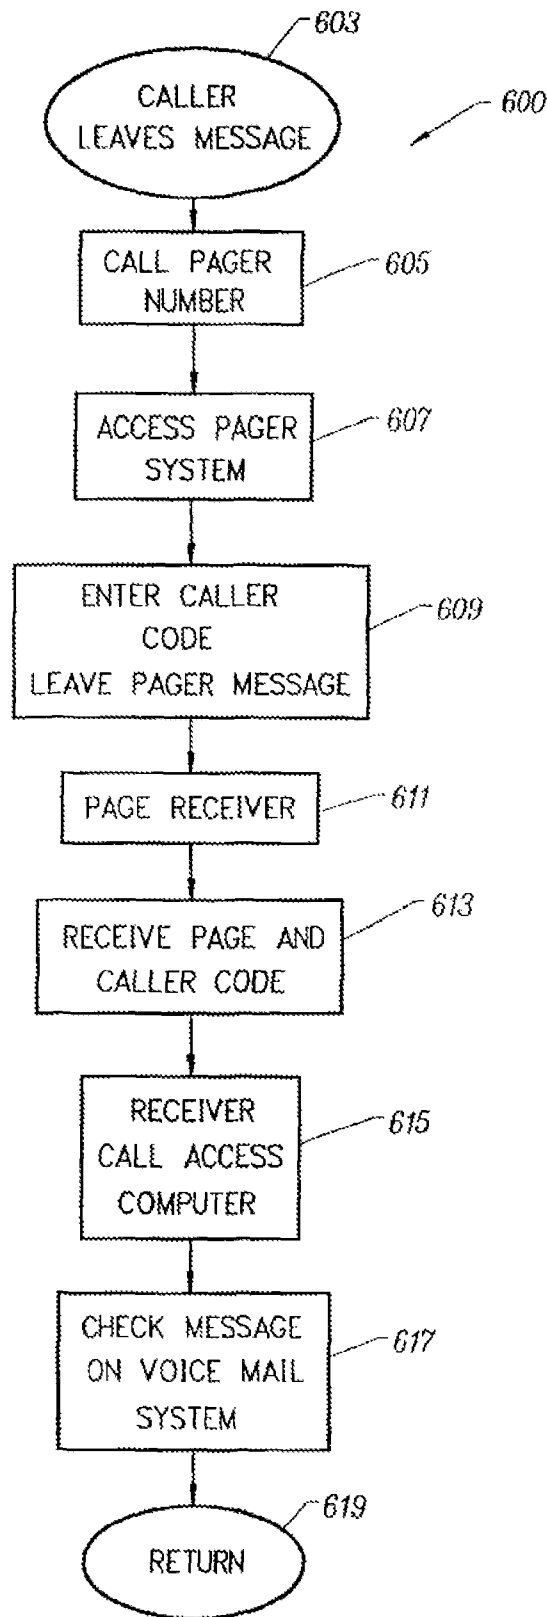 603
CALLER
LEAVES MESSAGE
600
CALL PAGER
NUMBER
605
ACCESS PAGER
SYSTEM
607
ENTER CALLER
CODE
LEAVE PAGER MESSAGE
609
PAGE RECEIVER
611
RECEIVE PAGE AND
CALLER CODE
613
RECEIVER
CALL ACCESS
COMPUTER
615
CHECK MESSAGE
ON VOICE MAIL
SYSTEM
617
RETURN
619